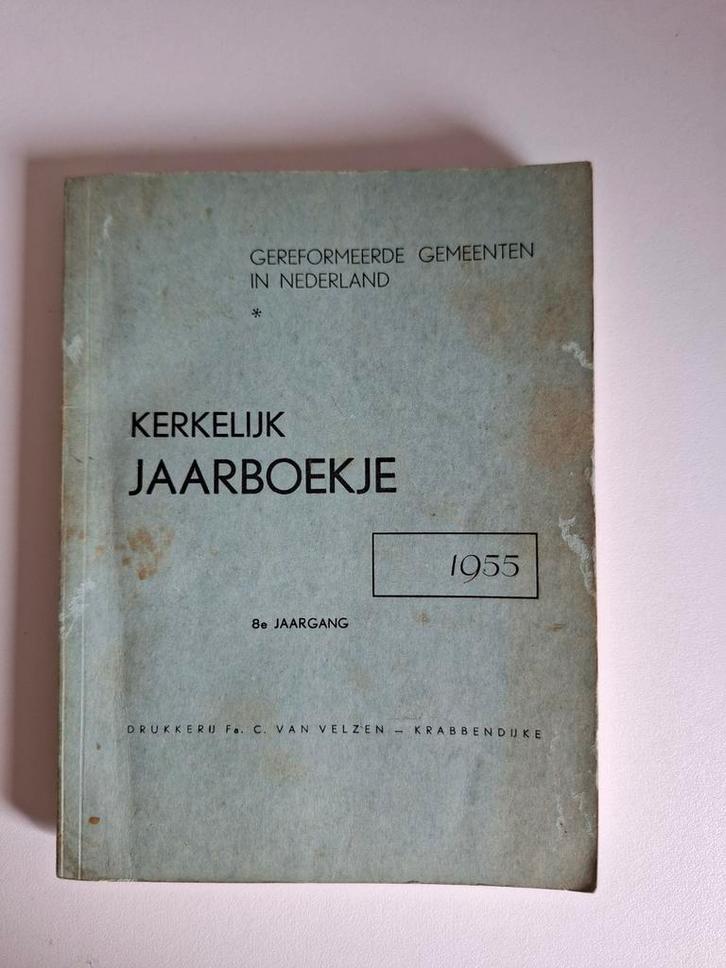 GEREFORMEERDE GEMEENTEN
IN NEDERLAND
*
KERKELIJK
JAARBOEKJE
1955
8e JAARGANG
DRUKKERIJ Fa. C. VAN VELZEN — KRABBENDIJKE